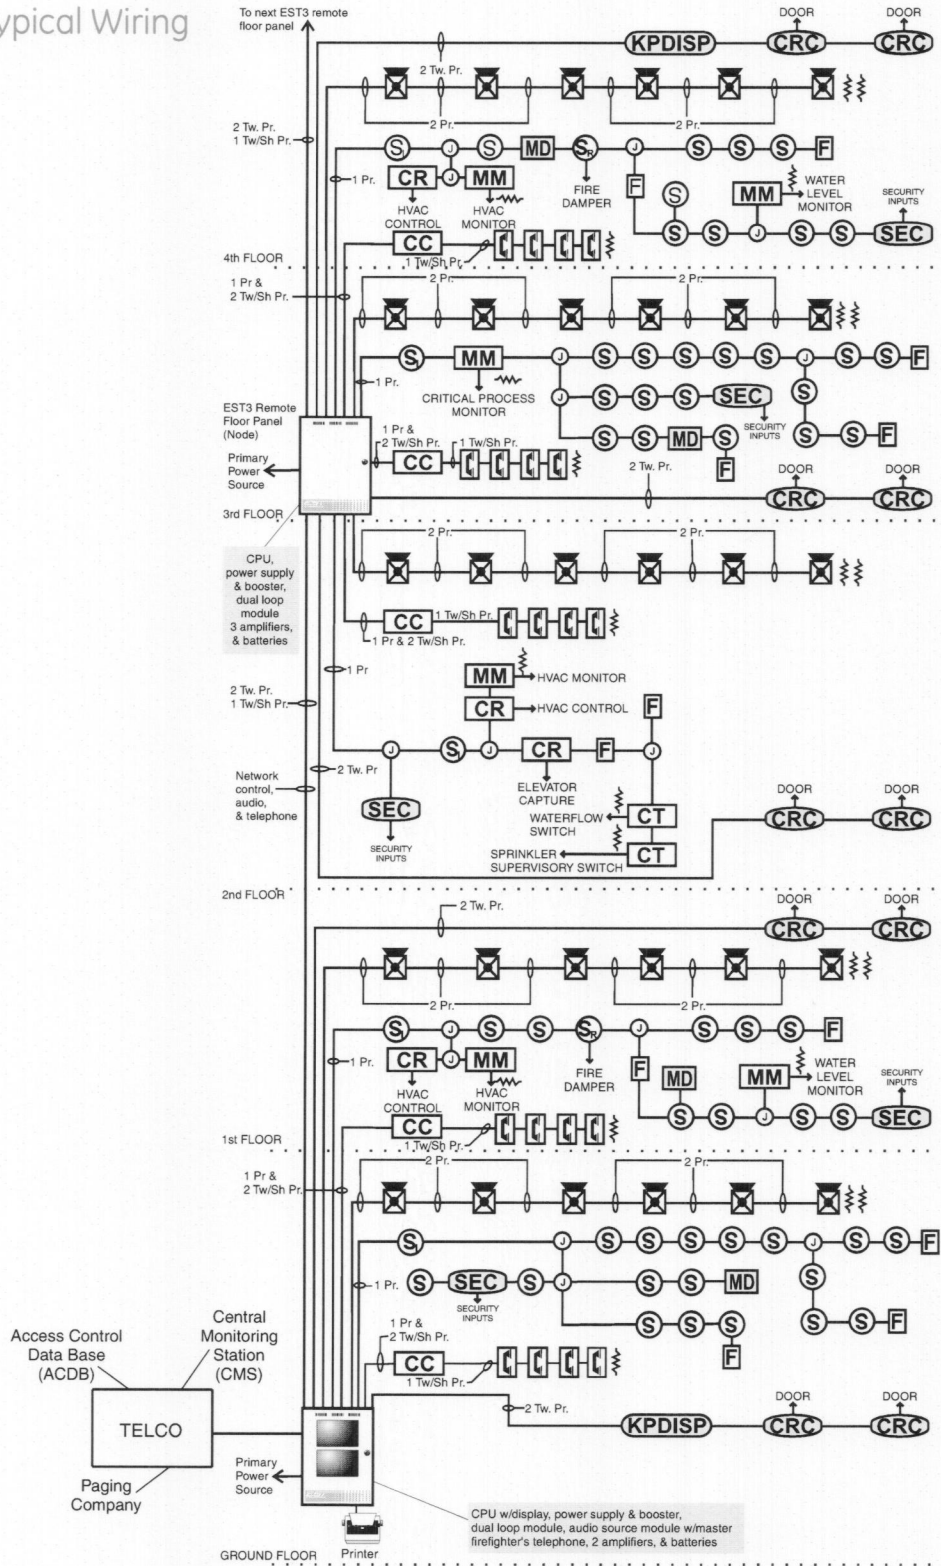 ypical Wiring
To next EST3 remote
floor panel
DOOR DOOR
KPDISP CRC CRC
2 Tw. Pr.
2 Pr. 2 Pr.
2 Tw. Pr.
1 Tw/Sh Pr.
SI J S MD SR J S S S S F
1 Pr.
CR J MM
F S MM
WATER
LEVEL
MONITOR
SECURITY
INPUTS
HVAC
CONTROL
HVAC
MONITOR
FIRE
DAMPER
S S J S S SEC
CC
1 Tw/Sh Pr.
4th FLOOR
1 Pr &
2 Tw/Sh Pr.
2 Pr. 2 Pr.
SI MM J S S S S S J S S F
1 Pr.
CRITICAL PROCESS
MONITOR
J S S S SEC S
SECURITY
INPUTS
S S MD S S S F
F
EST3 Remote
Floor Panel
(Node)
Primary
Power
Source
1 Pr &
2 Tw/Sh Pr.
1 Tw/Sh Pr.
CC
2 Tw. Pr.
DOOR DOOR
CRC CRC
3rd FLOOR
CPU,
power supply
& booster,
dual loop
module
3 amplifiers,
& batteries
2 Pr. 2 Pr.
CC
1 Tw/Sh Pr.
1 Pr & 2 Tw/Sh Pr.
1 Pr
MM HVAC MONITOR
CR HVAC CONTROL
F
2 Tw. Pr.
1 Tw/Sh Pr.
J SI J CR F J
2 Tw. Pr
Network
control,
audio,
& telephone
ELEVATOR
CAPTURE
SEC
SECURITY
INPUTS
WATERFLOW
SWITCH
CT
SPRINKLER
SUPERVISORY SWITCH
CT
DOOR DOOR
CRC CRC
2nd FLOOR
2 Tw. Pr.
DOOR DOOR
CRC CRC
2 Pr. 2 Pr.
SI J S S SR J S S S F
1 Pr.
CR J MM
F MD MM
WATER
LEVEL
MONITOR
SECURITY
INPUTS
HVAC
CONTROL
HVAC
MONITOR
FIRE
DAMPER
S S J S S SEC
CC
1 Tw/Sh Pr.
1st FLOOR
1 Pr &
2 Tw/Sh Pr.
2 Pr. 2 Pr.
SI J S S S S S J S S F
1 Pr.
S SEC S J S S MD S
SECURITY
INPUTS
S S S S S F
F
1 Pr &
2 Tw/Sh Pr.
CC
1 Tw/Sh Pr.
Access Control
Data Base
(ACDB)
Central
Monitoring
Station
(CMS)
TELCO
Paging
Company
2 Tw. Pr.
DOOR DOOR
KPDISP CRC CRC
Primary
Power
Source
CPU w/display, power supply & booster,
dual loop module, audio source module w/master
firefighter's telephone, 2 amplifiers, & batteries
GROUND FLOOR
Printer